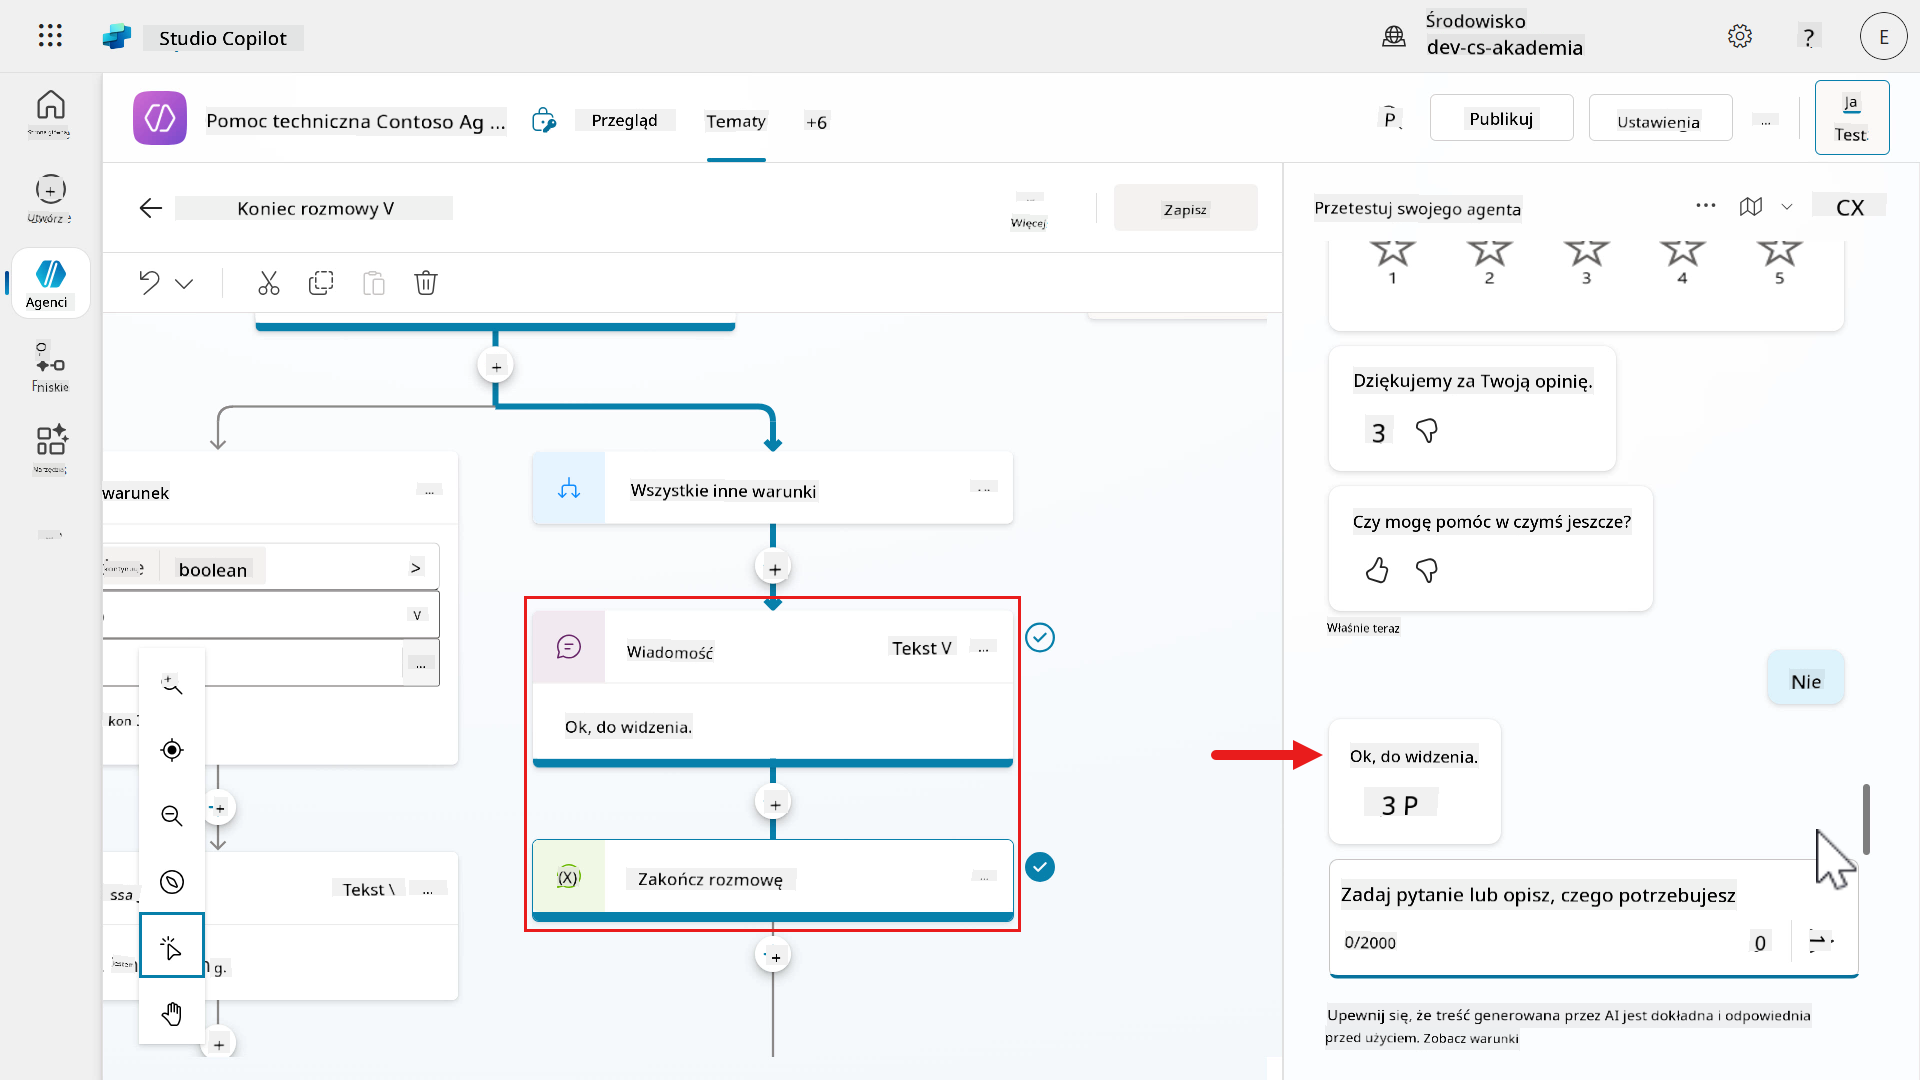 Studio Copilot
Środowisko
dev-cs-akademia
?
E
Pomoc techniczna Contoso Ag ...
Przegląd
Tematy
+6
P
Publikuj
Ustawienia
...
Ja
Test
Strona główna
Utwórz
Agenci
Koniec rozmowy V
...
Więcej
Zapisz
Przetestuj swojego agenta
CX
1
2
3
4
5
Dziękujemy za Twoją opinię.
3
Czy mogę pomóc w czymś jeszcze?
Właśnie teraz
Nie
Ok, do widzenia.
3 P
Zadaj pytanie lub opisz, czego potrzebujesz
0/2000
0
Upewnij się, że treść generowana przez AI jest dokładna i odpowiednia
przed użyciem. Zobacz warunki
warunek
...
boolean
>
V
...
kon
Wszystkie inne warunki
...
Wiadomość
Tekst V
...
Ok, do widzenia.
(X)
Zakończ rozmowę
...
ssa
Tekst \
...
g.